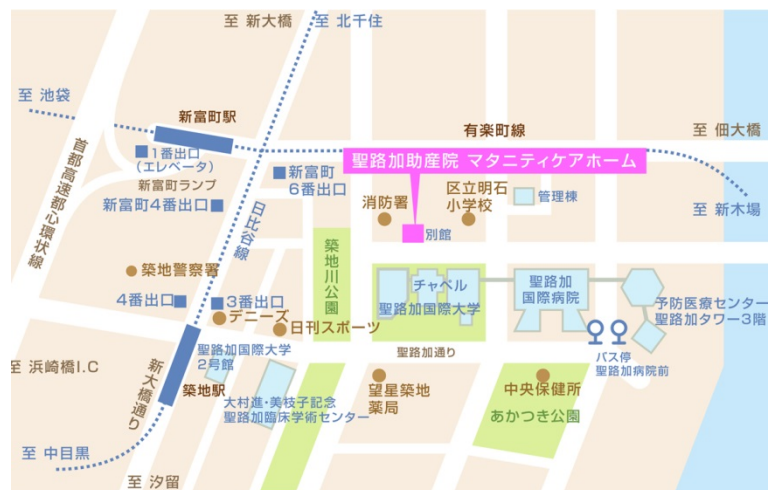 至 新大橋
至 北千住
至 池袋
新富町駅
有楽町線
至 佃大橋
1番出口
(エレベータ)
新富町
6番出口
聖路加助産院 マタニティケアホーム
首都高速都心環状線
新富町ランプ
新富町4番出口
日比谷線
消防署
区立明石
小学校
管理棟
至 新木場
別館
築地警察署
築地川公園
チャペル
聖路加国際大学
聖路加
国際病院
予防医療センター
聖路加タワー3階
4番出口
3番出口
デニーズ
日刊スポーツ
聖路加通り
バス停
聖路加病院前
至 浜崎橋I.C
新大橋通り
聖路加国際大学
2号館
築地駅
大村進・美枝子記念
聖路加臨床学術センター
望星築地
薬局
中央保健所
あかつき公園
至 中目黒
至 汐留